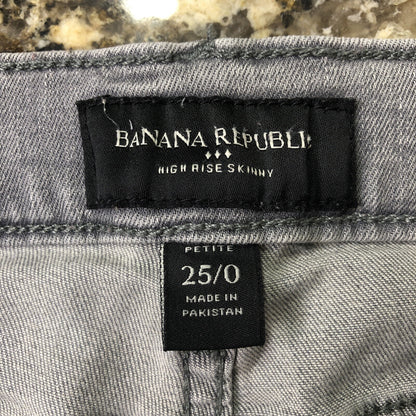 BANANA REPUBLIC
HIGH RISE SKINNY
PETITE
25/0
MADE IN
PAKISTAN